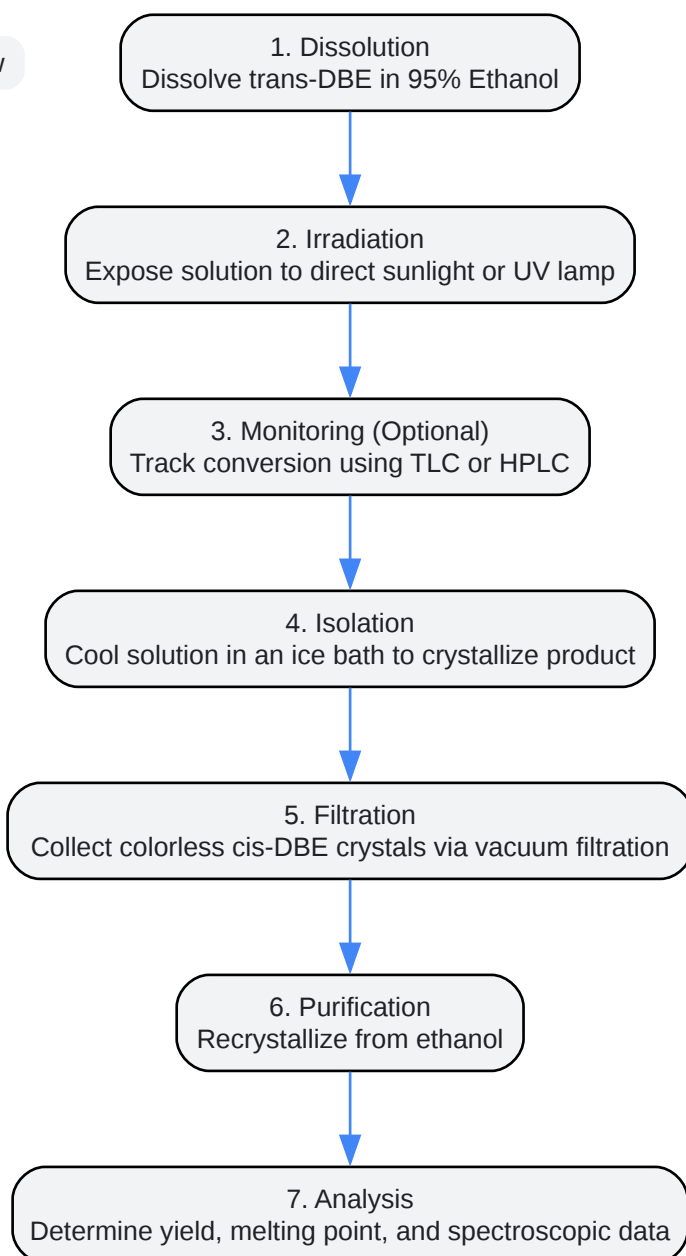 1. Dissolution
Dissolve trans-DBE in 95% Ethanol
2. Irradiation
Expose solution to direct sunlight or UV lamp
3. Monitoring (Optional)
Track conversion using TLC or HPLC
4. Isolation
Cool solution in an ice bath to crystallize product
5. Filtration
Collect colorless cis-DBE crystals via vacuum filtration
6. Purification
Recrystallize from ethanol
7. Analysis
Determine yield, melting point, and spectroscopic data